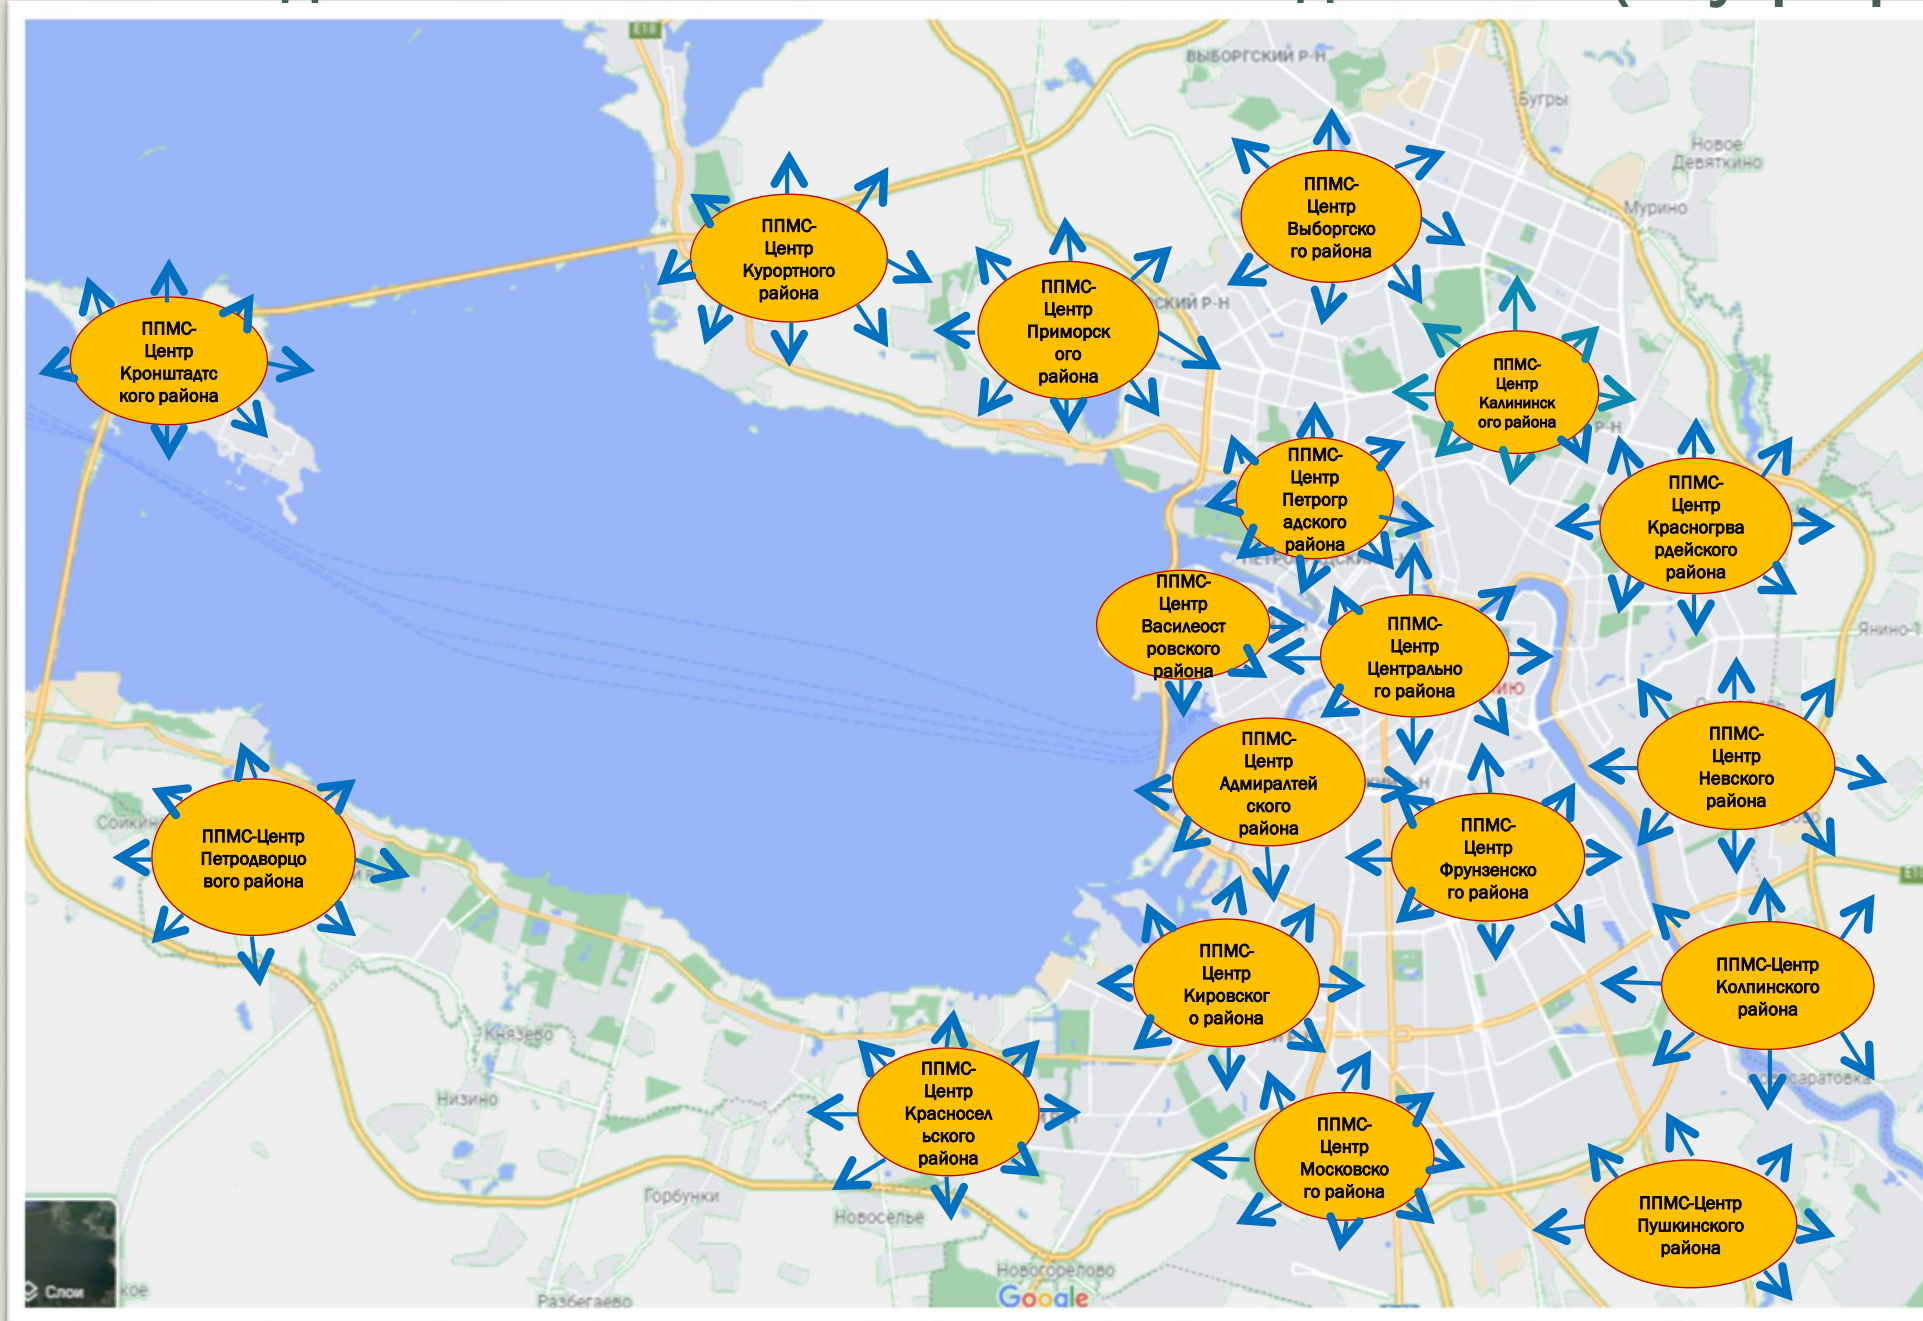 E18
ВЫБОРГСКИЙ Р-Н
Бугры
Новое
Девяткино
Мурино
ППМС-
Центр
Выборгско
го района
ППМС-
Центр
Курортного
района
ППМС-
Центр
Приморск
ого
района
СКИЙ Р-Н
ППМС-
Центр
Кронштадтс
кого района
ППМС-
Центр
Калининск
ого района
Р-Н
ППМС-
Центр
Петрогр
адского
района
ППМС-
Центр
Красногва
рдейского
района
ППМС-
Центр
Василеост
ровского
района
ППМС-
Центр
Центрально
го района
Янино-1
ППМС-
Центр
Невского
района
ППМС-
Центр
Адмиралтей
ского
района
ППМС-
Центр
Фрунзенско
го района
Сойкино
ППМС-Центр
Петродворцо
вого района
ППМС-
Центр
Кировског
о района
ППМС-Центр
Колпинского
района
Князево
Низино
ППМС-
Центр
Красносел
ьского
района
ППМС-
Центр
Московско
го района
ППМС-Центр
Пушкинского
района
Горбунки
Новоселье
Новогорелово
Слои
кое
Разбегаево
Google